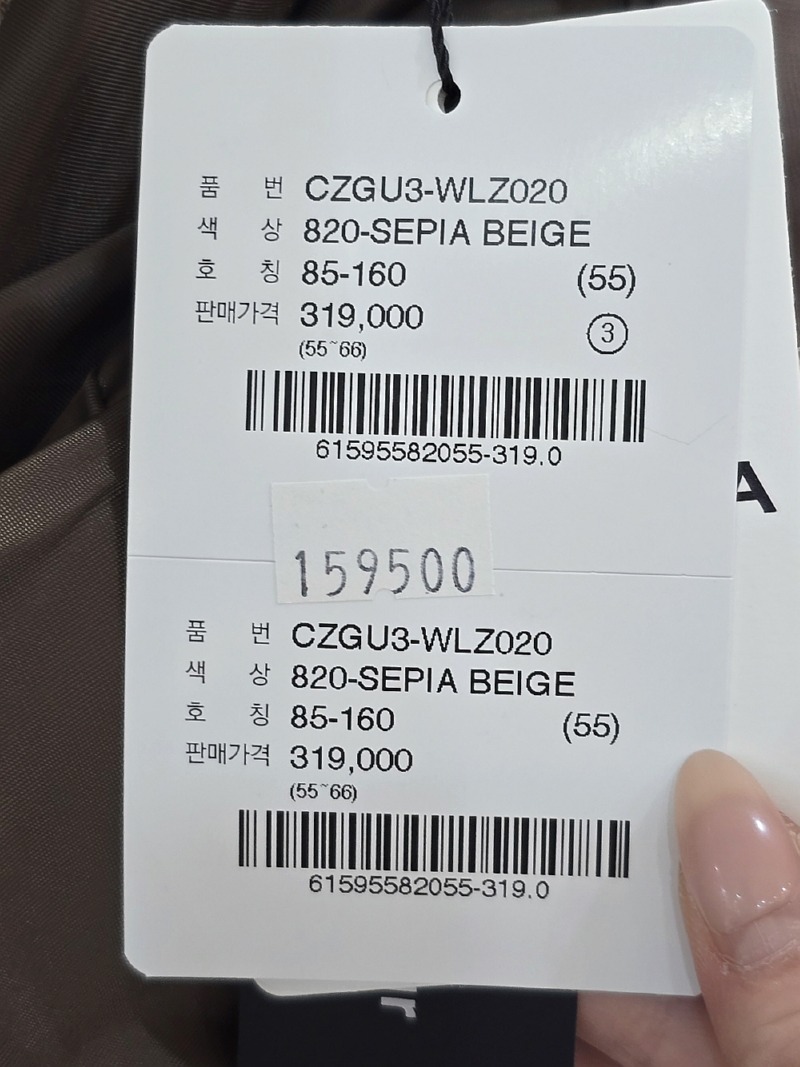 품 번 CZGU3-WLZ020
색 상 820-SEPIA BEIGE
호 칭 85-160 (55)
판매가격 319,000 ③
(55~66)
61595582055-319.0
A
159500
품 번 CZGU3-WLZ020
색 상 820-SEPIA BEIGE
호 칭 85-160 (55)
판매가격 319,000
(55~66)
61595582055-319.0
r